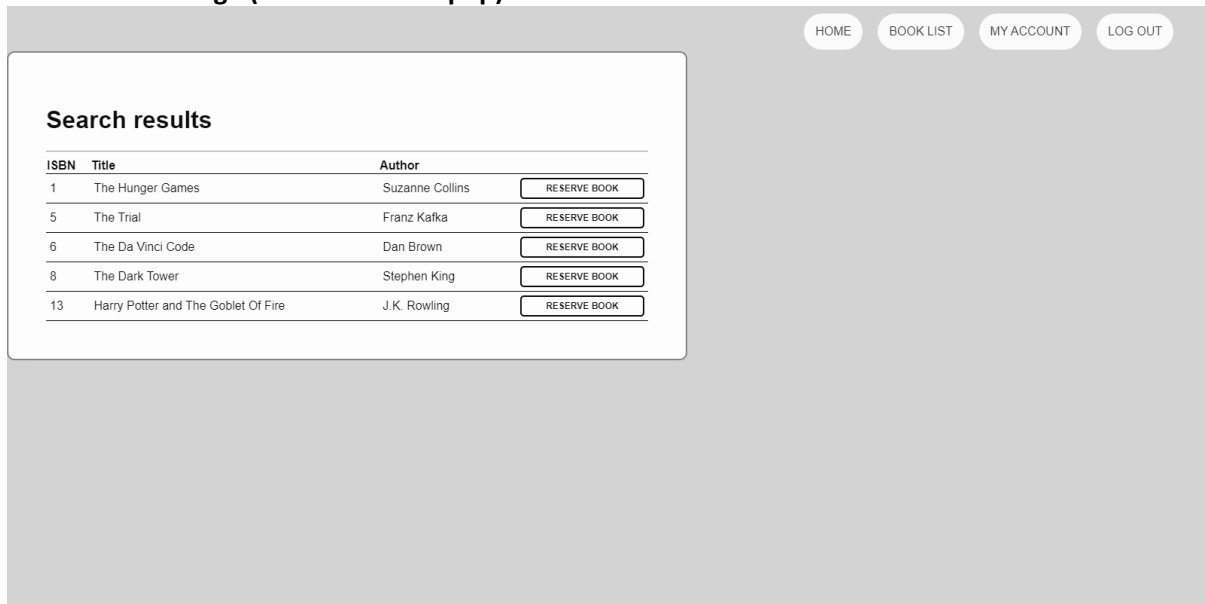 HOME BOOK LIST MY ACCOUNT LOG OUT
Search results
ISBN Title Author
1 The Hunger Games Suzanne Collins RESERVE BOOK
5 The Trial Franz Kafka RESERVE BOOK
6 The Da Vinci Code Dan Brown RESERVE BOOK
8 The Dark Tower Stephen King RESERVE BOOK
13 Harry Potter and The Goblet Of Fire J.K. Rowling RESERVE BOOK